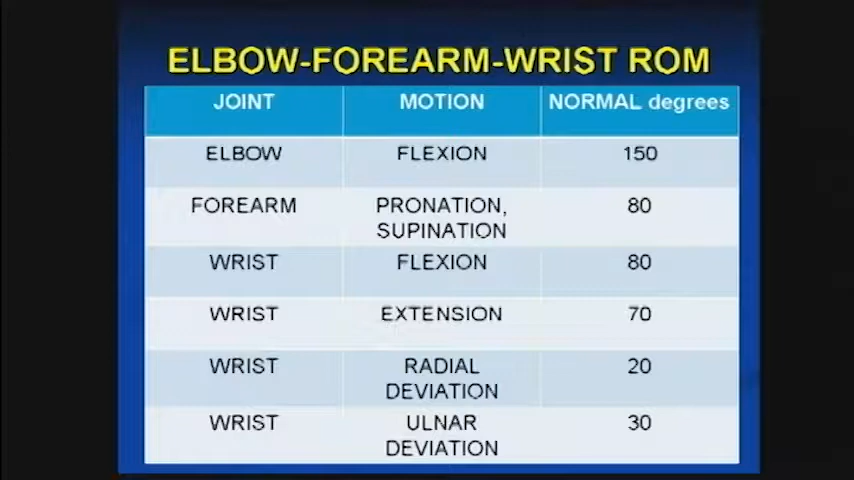 ELBOW-FOREARM-WRIST ROM
JOINT MOTION NORMAL degrees
ELBOW FLEXION 150
FOREARM PRONATION, SUPINATION 80
WRIST FLEXION 80
WRIST EXTENSION 70
WRIST RADIAL DEVIATION 20
WRIST ULNAR DEVIATION 30